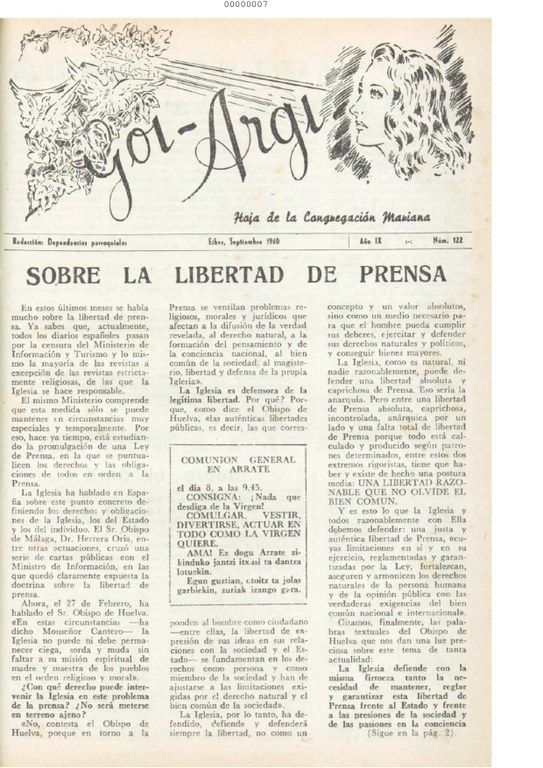 00000007
Goi-Argi
Hoja de la Congregación Mariana
Redacción: Dependencias parroquiales
Eibar, Septiembre 1960
Año IX
Núm. 122
SOBRE LA LIBERTAD DE PRENSA
En estos últimos meses se habla
mucho sobre la libertad de pren-
sa. Ya sabes que, actualmente,
todos los diarios españoles pasan
por la censura del Ministerio de
Información y Turismo y lo mis-
mo la mayoría de las revistas a
excepción de las revistas estricta-
mente religiosas, de las que la
Iglesia se hace responsable.
El mismo Ministerio comprende
que esta medida sólo se puede
mantener en circunstancias muy
especiales y temporalmente. Por
eso, hace ya tiempo, está estudian-
do la promulgación de una Ley
de Prensa, en la que se puntua-
licen los derechos y las obliga-
ciones de todos en orden a la
Prensa.
La Iglesia ha hablado en Espa-
ña sobre este punto concreto de-
finiendo los derechos y obligacio-
nes de la Iglesia, los del Estado
y los del individuo. El Sr. Obispo
de Málaga, Dr. Herrera Oria, en-
tre otras actuaciones, cruzó una
serie de cartas públicas con el
Ministro de Información, en las
que quedó claramente expuesta la
doctrina sobre la libertad de
prensa.
Ahora, el 27 de Febrero, ha
hablado el Sr. Obispo de Huelva.
«En estas circunstancias —ha
dicho Monseñor Cantero— la
Iglesia no puede ni debe perma-
necer ciega, sorda y muda sin
faltar a su misión espiritual de
madre y maestra de los pueblos
en el orden religioso y moral».
¿Con qué derecho puede inter-
venir la Iglesia en este problema
de la prensa? ¿No será meterse
en terreno ajeno?
«No, contesta el Obispo de
Huelva, porque en torno a la
Prensa se ventilan problemas re-
ligiosos, morales y jurídicos que
afectan a la difusión de la verdad
revelada, al derecho natural, a la
formación del pensamiento y de
la conciencia nacional, al bien
común de la sociedad, al magiste-
rio, libertad y defensa de la propia
Iglesia».
La Iglesia es defensora de la
legítima libertad. Por qué? Por-
que, como dice el Obispo de
Huelva, «las auténticas libertades
públicas, es decir, las que corres-
COMUNION GENERAL
EN ARRATE
el día 8, a las 9,45.
CONSIGNA: ¡Nada que
desdiga de la Virgen!
COMULGAR, VESTIR,
DIVERTIRSE, ACTUAR EN
TODO COMO LA VIRGEN
QUIERE.
AMA! Ez dogu Arrate zi-
kinduko jantzi itxasi ta dantza
lotsukin.
Egun guztian, otoitz ta jolas
garbiekin, zuriak izango gara.
ponden al hombre como ciudadano
—entre ellas, la libertad de ex-
presión de sus ideas en sus rela-
ciones con la sociedad y el Es-
tado— se fundamentan en los de-
rechos como persona y como
miembro de la sociedad y han de
ajustarse a las limitaciones exi-
gidas por el derecho natural y el
bien común de la sociedad».
La Iglesia, por lo tanto, ha de-
fendido, defiende y defenderá
siempre la libertad, no como un
concepto y un valor absolutos,
sino como un medio necesario pa-
ra que el hombre pueda cumplir
sus deberes, ejercitar y defender
sus derechos naturales y políticos,
y conseguir bienes mayores.
La Iglesia, como es natural, ni
nadie razonablemente, puede de-
fender una libertad absoluta y
caprichosa de Prensa. Eso sería la
anarquía. Pero entre una libertad
de Prensa absoluta, caprichosa,
incontrolada, anárquica por un
lado y una falta total de libertad
de Prensa porque todo está cal-
culado y producido según patro-
nes determinados, entre estos dos
extremos rigoristas, tiene que ha-
ber y existe de hecho una postura
media: UNA LIBERTAD RAZO-
NABLE QUE NO OLVIDE EL
BIEN COMUN.
Y es esto lo que la Iglesia y
todos razonablemente con Ella
debemos defender: una justa y
auténtica libertad de Prensa, «cu-
yas limitaciones en sí y en su
ejercicio, reglamentadas y garan-
tizadas por la Ley, fortalezcan,
aseguren y armonicen los derechos
naturales de la persona humana
y de la opinión pública con las
verdaderas exigencias del bien
común nacional e internacional».
Citamos, finalmente, las pala-
bras textuales del Obispo de
Huelva que nos dan una luz pre-
ciosa sobre este tema de tanta
actualidad:
La Iglesia defiende con la
misma firmeza tanto la ne-
cesidad de mantener, reglar
y garantizar esta libertad de
Prensa frente al Estado y frente
a las presiones de la sociedad y
de las pasiones en la conciencia
(Sigue en la pág. 2).